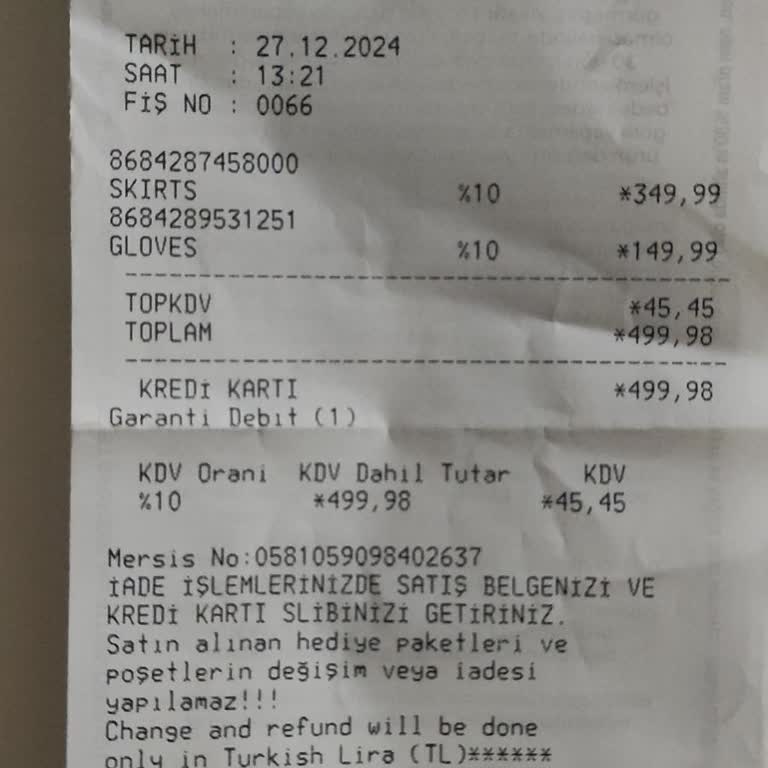 TARİH : 27.12.2024
SAAT : 13:21
FİŞ NO : 0066
8684287458000
SKIRTS %10 *349,99
8684289531251
GLOVES %10 *149,99
TOPKDV *45,45
TOPLAM *499,98
KREDİ KARTI *499,98
Garanti Debit (1)
KDV Orani KDV Dahil Tutar KDV
%10 *499,98 *45,45
Mersis No:0581059098402637
İADE İŞLEMLERİNİZDE SATIŞ BELGENİZİ VE
KREDİ KARTI SLİBİNİZİ GETİRİNİZ.
Satın alınan hediye paketleri ve
poşetlerin değişim veya iadesi
yapılamaz!!!
Change and refund will be done
only in Turkish Lira (TL)******